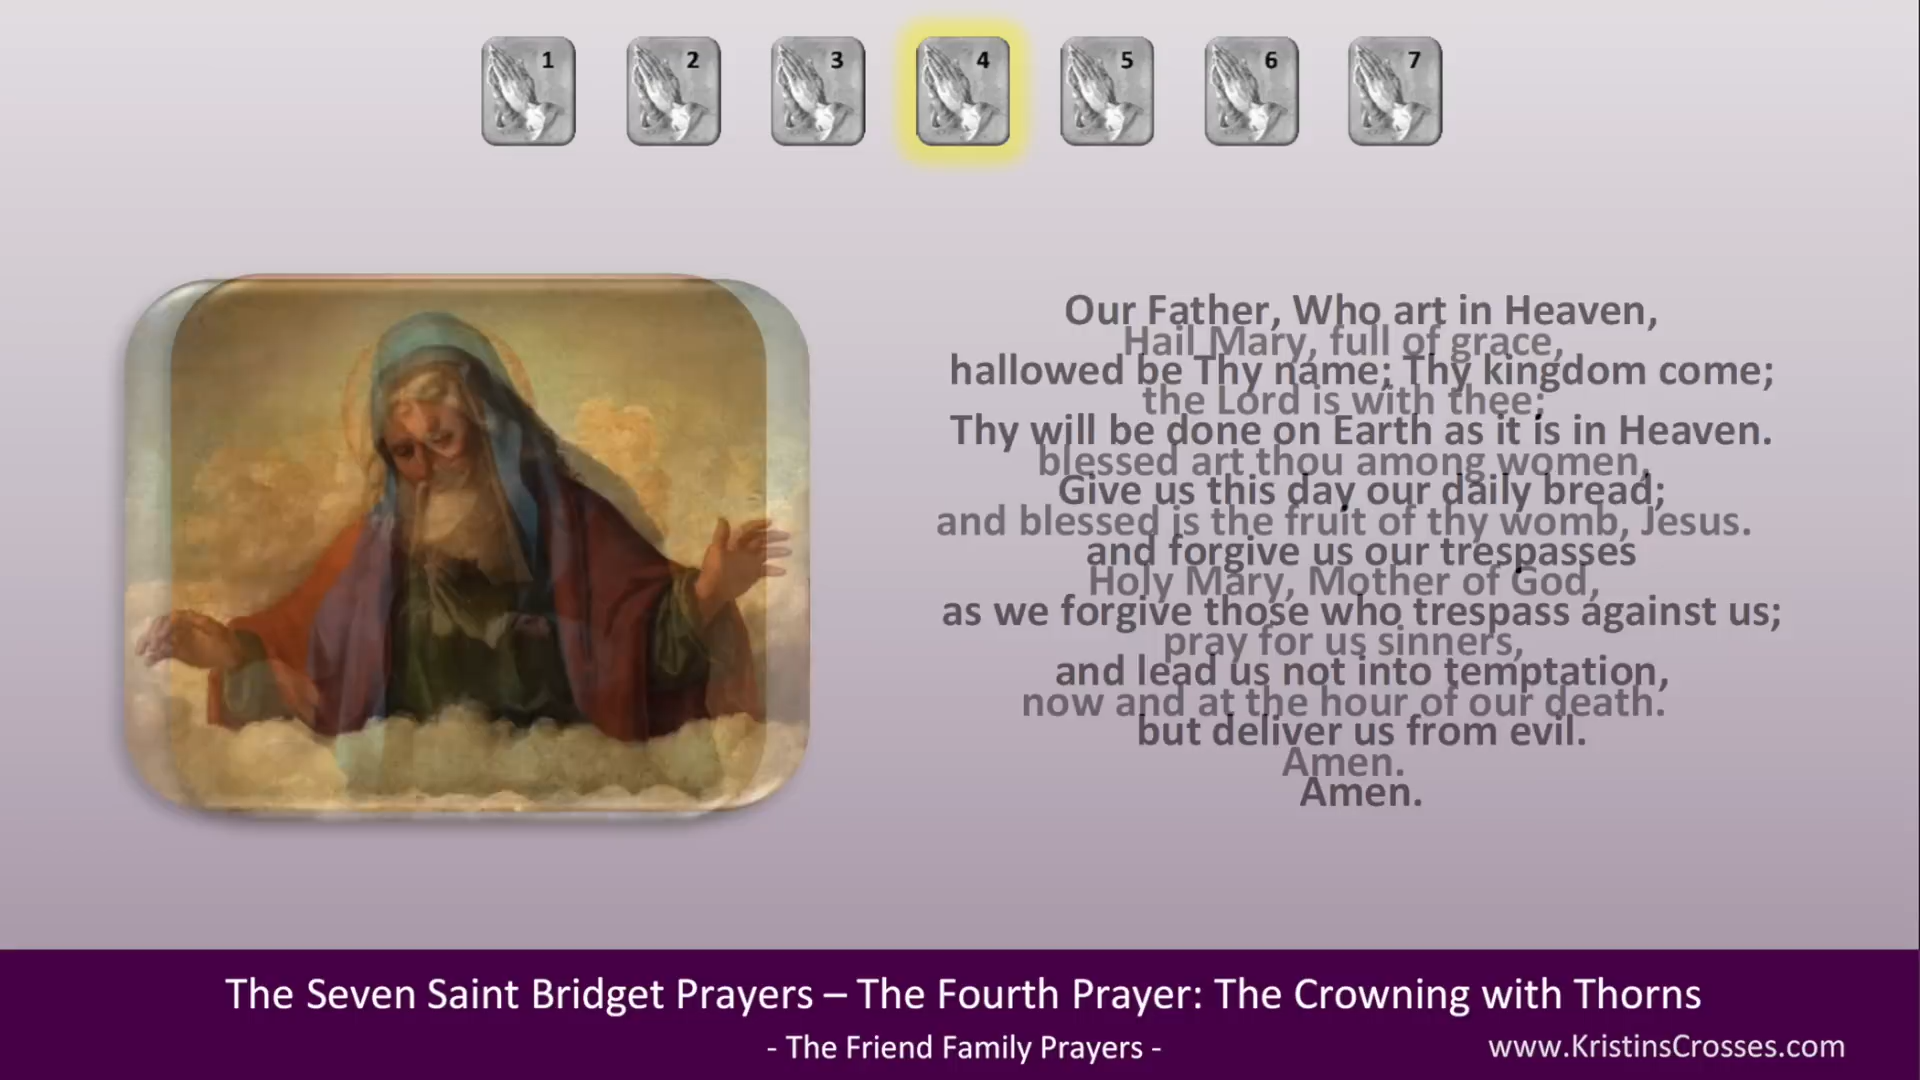 1 2 3 4 5 6 7
Our Father, Who art in Heaven,
Hail Mary, full of grace,
hallowed be Thy name; Thy kingdom come;
the Lord is with thee;
Thy will be done on Earth as it is in Heaven.
blessed art thou among women,
Give us this day our daily bread;
and blessed is the fruit of thy womb, Jesus.
and forgive us our trespasses
Holy Mary, Mother of God,
as we forgive those who trespass against us;
pray for us sinners,
and lead us not into temptation,
now and at the hour of our death.
but deliver us from evil.
Amen.
Amen.
The Seven Saint Bridget Prayers – The Fourth Prayer: The Crowning with Thorns
- The Friend Family Prayers -
www.KristinsCrosses.com